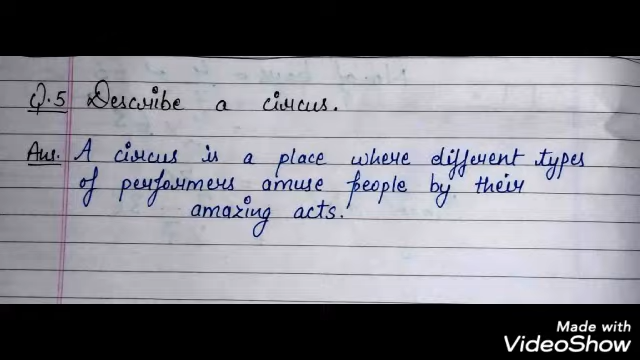 Q.5 Describe a circus.
Ans. A circus is a place where different types
of performers amuse people by their
amazing acts.
Made with
VideoShow